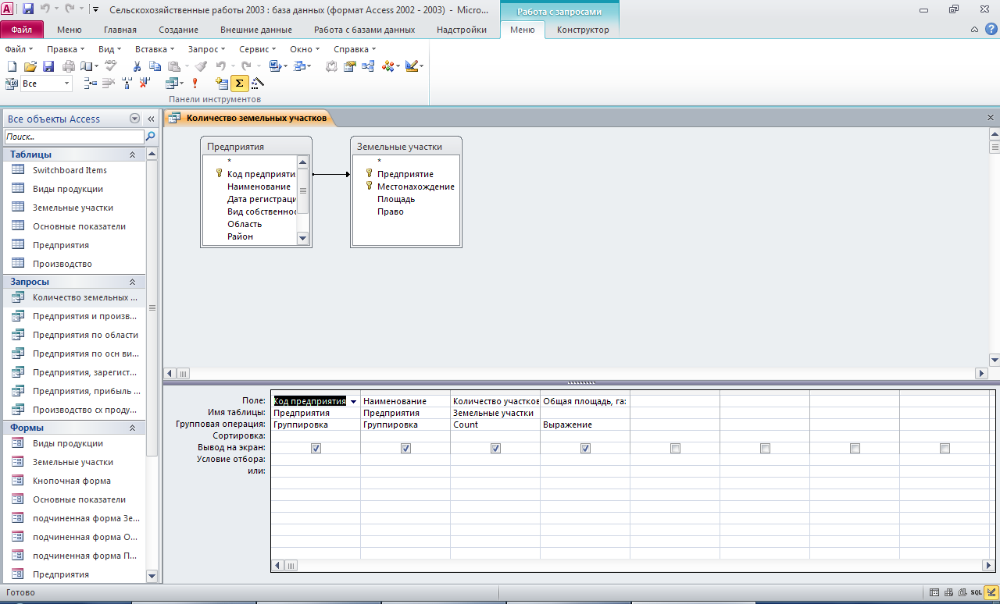 Сельскохозяйственные работы 2003 : база данных (формат Access 2002 - 2003) - Micro...
Работа с запросами
Файл Меню Главная Создание Внешние данные Работа с базами данных Надстройки Меню Конструктор
Файл Правка Вид Вставка Запрос Сервис Окно Справка
Все
Панели инструментов
Все объекты Access
Поиск...
Таблицы
Switchboard Items
Виды продукции
Земельные участки
Основные показатели
Предприятия
Производство
Запросы
Количество земельных ...
Предприятия и произв...
Предприятия по области
Предприятия по осн ви...
Предприятия, зарегист...
Предприятия, прибыль ...
Производство сх проду...
Формы
Виды продукции
Земельные участки
Кнопочная форма
Основные показатели
подчиненная форма Зе...
подчиненная форма О...
подчиненная форма П...
Предприятия
Количество земельных участков
Предприятия
*
Код предприяти
Наименование
Дата регистраци
Вид собственнос
Область
Район
Земельные участки
*
Предприятие
Местонахождение
Площадь
Право
Поле: Код предприятия Наименование Количество участков Общая площадь, га:
Имя таблицы: Предприятия Предприятия Земельные участки
Групповая операция: Группировка Группировка Count Выражение
Сортировка:
Вывод на экран:
Условие отбора:
или:
Готово
SQL